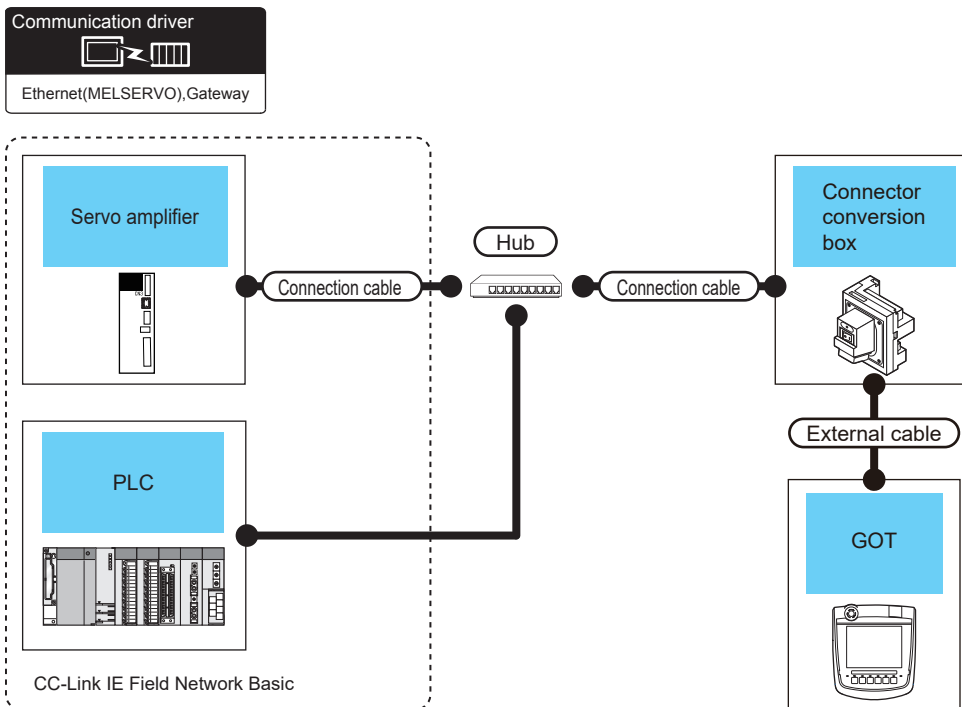 Communication driver
Ethernet(MELSERVO),Gateway
Servo amplifier
Connection cable
Hub
Connection cable
Connector
conversion
box
External cable
PLC
GOT
CC-Link IE Field Network Basic